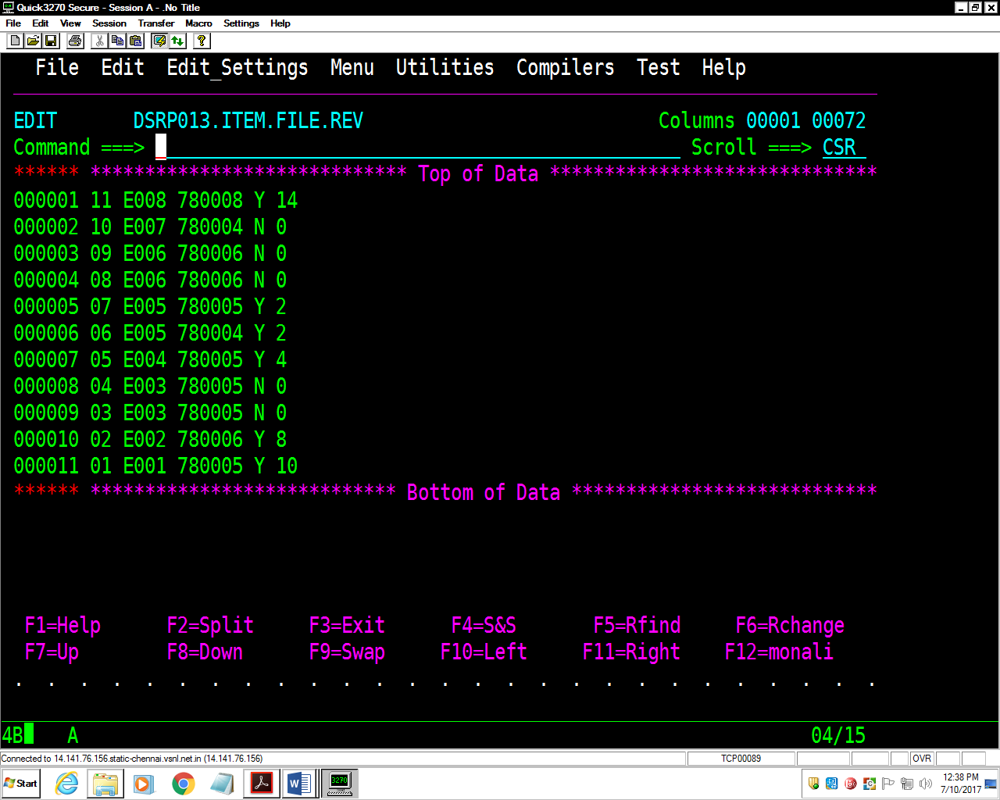 Quick3270 Secure - Session A - .No Title
File Edit View Session Transfer Macro Settings Help
File Edit Edit_Settings Menu Utilities Compilers Test Help
EDIT DSRP013.ITEM.FILE.REV Columns 00001 00072
Command ===> Scroll ===> CSR
****** ***************************** Top of Data ******************************
000001 11 E008 780008 Y 14
000002 10 E007 780004 N 0
000003 09 E006 780006 N 0
000004 08 E006 780006 N 0
000005 07 E005 780005 Y 2
000006 06 E005 780004 Y 2
000007 05 E004 780005 Y 4
000008 04 E003 780005 N 0
000009 03 E003 780005 N 0
000010 02 E002 780006 Y 8
000011 01 E001 780005 Y 10
****** **************************** Bottom of Data ****************************
F1=Help F2=Split F3=Exit F4=S&S F5=Rfind F6=Rchange
F7=Up F8=Down F9=Swap F10=Left F11=Right F12=monali
. . . . . . . . . . . . . . . . . . . . . . . . . . .
4B A 04/15
Connected to 14.141.76.156.static-chennai.vsnl.net.in (14.141.76.156) TCP00089 OVR
Start 3270 12:38 PM
7/10/2017